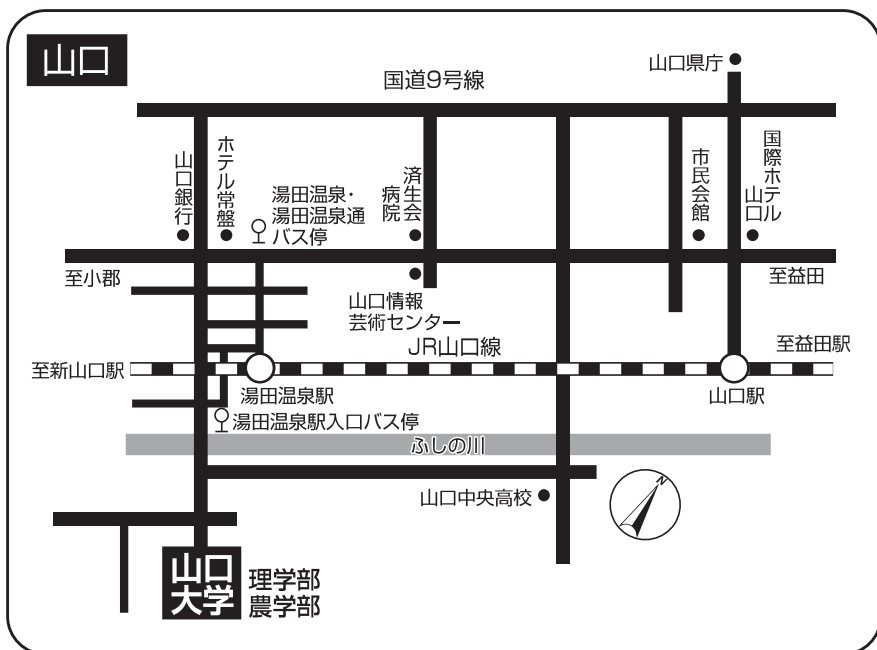 山口
山口県庁
国道9号線
山口銀行
ホテル常盤
湯田温泉・
湯田温泉通
バス停
済生会
病院
市民会館
国際ホテル
山口
至小郡
至益田
山口情報
芸術センター
JR山口線
至益田駅
至新山口駅
湯田温泉駅
山口駅
湯田温泉駅入口バス停
ふしの川
山口中央高校
N
山口
大学
理学部
農学部